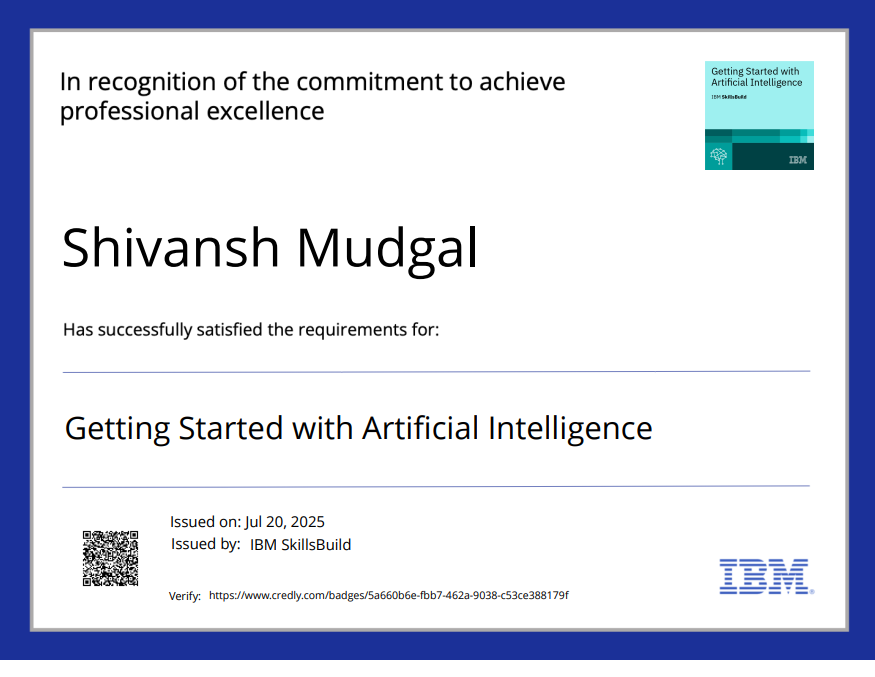 In recognition of the commitment to achieve
professional excellence
Getting Started with
Artificial Intelligence
IBM SkillsBuild
IBM
Shivansh Mudgal
Has successfully satisfied the requirements for:
Getting Started with Artificial Intelligence
Issued on: Jul 20, 2025
Issued by: IBM SkillsBuild
Verify: https://www.credly.com/badges/5a660b6e-fbb7-462a-9038-c53ce388179f
IBM®